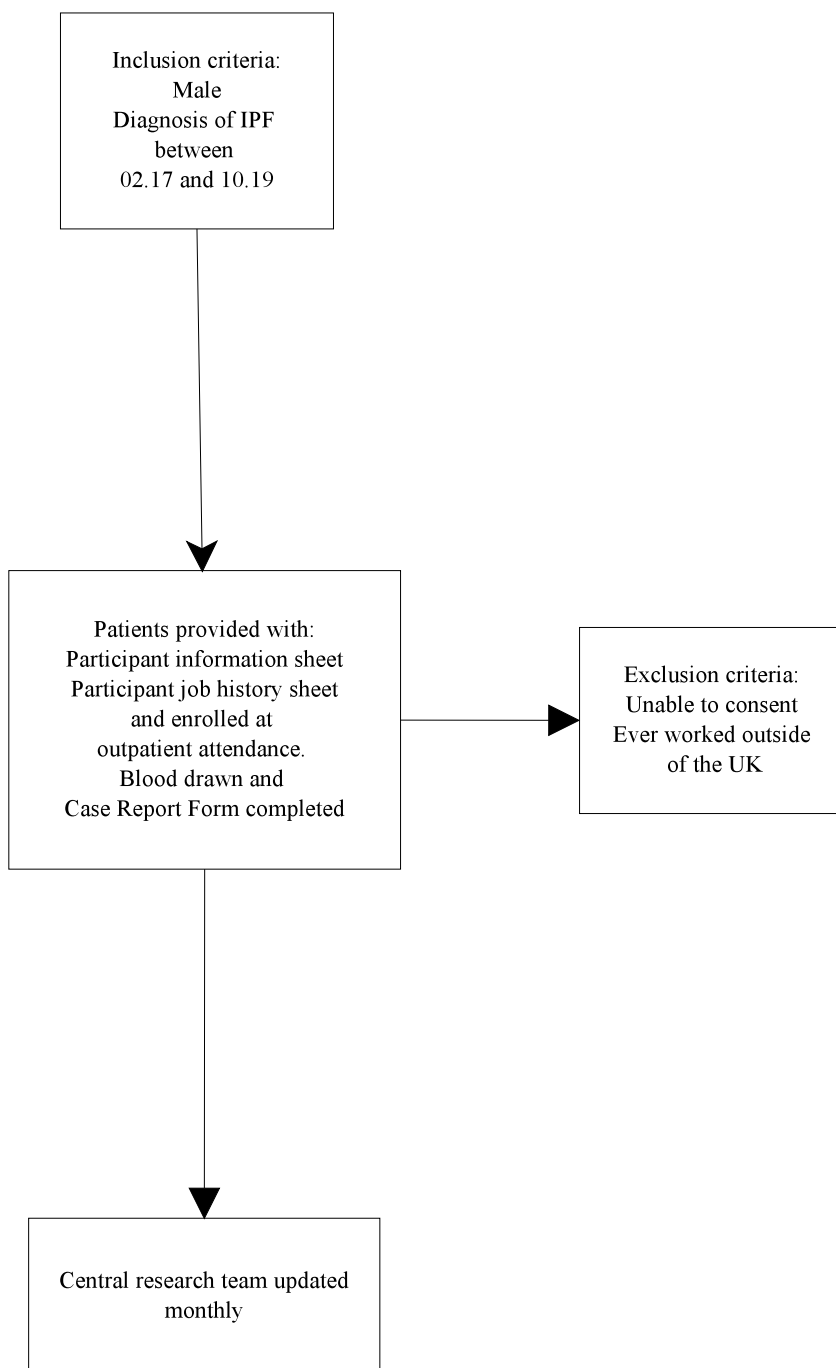 Inclusion criteria:
Male
Diagnosis of IPF
between
02.17 and 10.19
Patients provided with:
Participant information sheet
Participant job history sheet
and enrolled at
outpatient attendance.
Blood drawn and
Case Report Form completed
Exclusion criteria:
Unable to consent
Ever worked outside
of the UK
Central research team updated
monthly